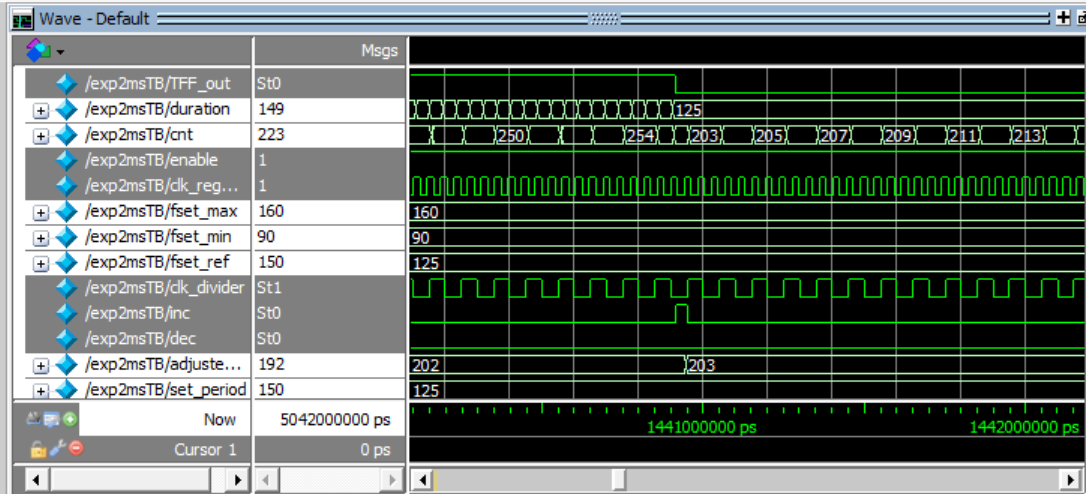 Wave - Default
Msgs
/exp2msTB/TFF_out St0
/exp2msTB/duration 149 125
/exp2msTB/cnt 223 250 254 203 205 207 209 211 213
/exp2msTB/enable 1
/exp2msTB/clk_reg... 1
/exp2msTB/fset_max 160 160
/exp2msTB/fset_min 90 90
/exp2msTB/fset_ref 150 125
/exp2msTB/clk_divider St1
/exp2msTB/inc St0
/exp2msTB/dec St0
/exp2msTB/adjuste... 192 202 203
/exp2msTB/set_period 150 125
Now 5042000000 ps 1441000000 ps 1442000000 ps
Cursor 1 0 ps